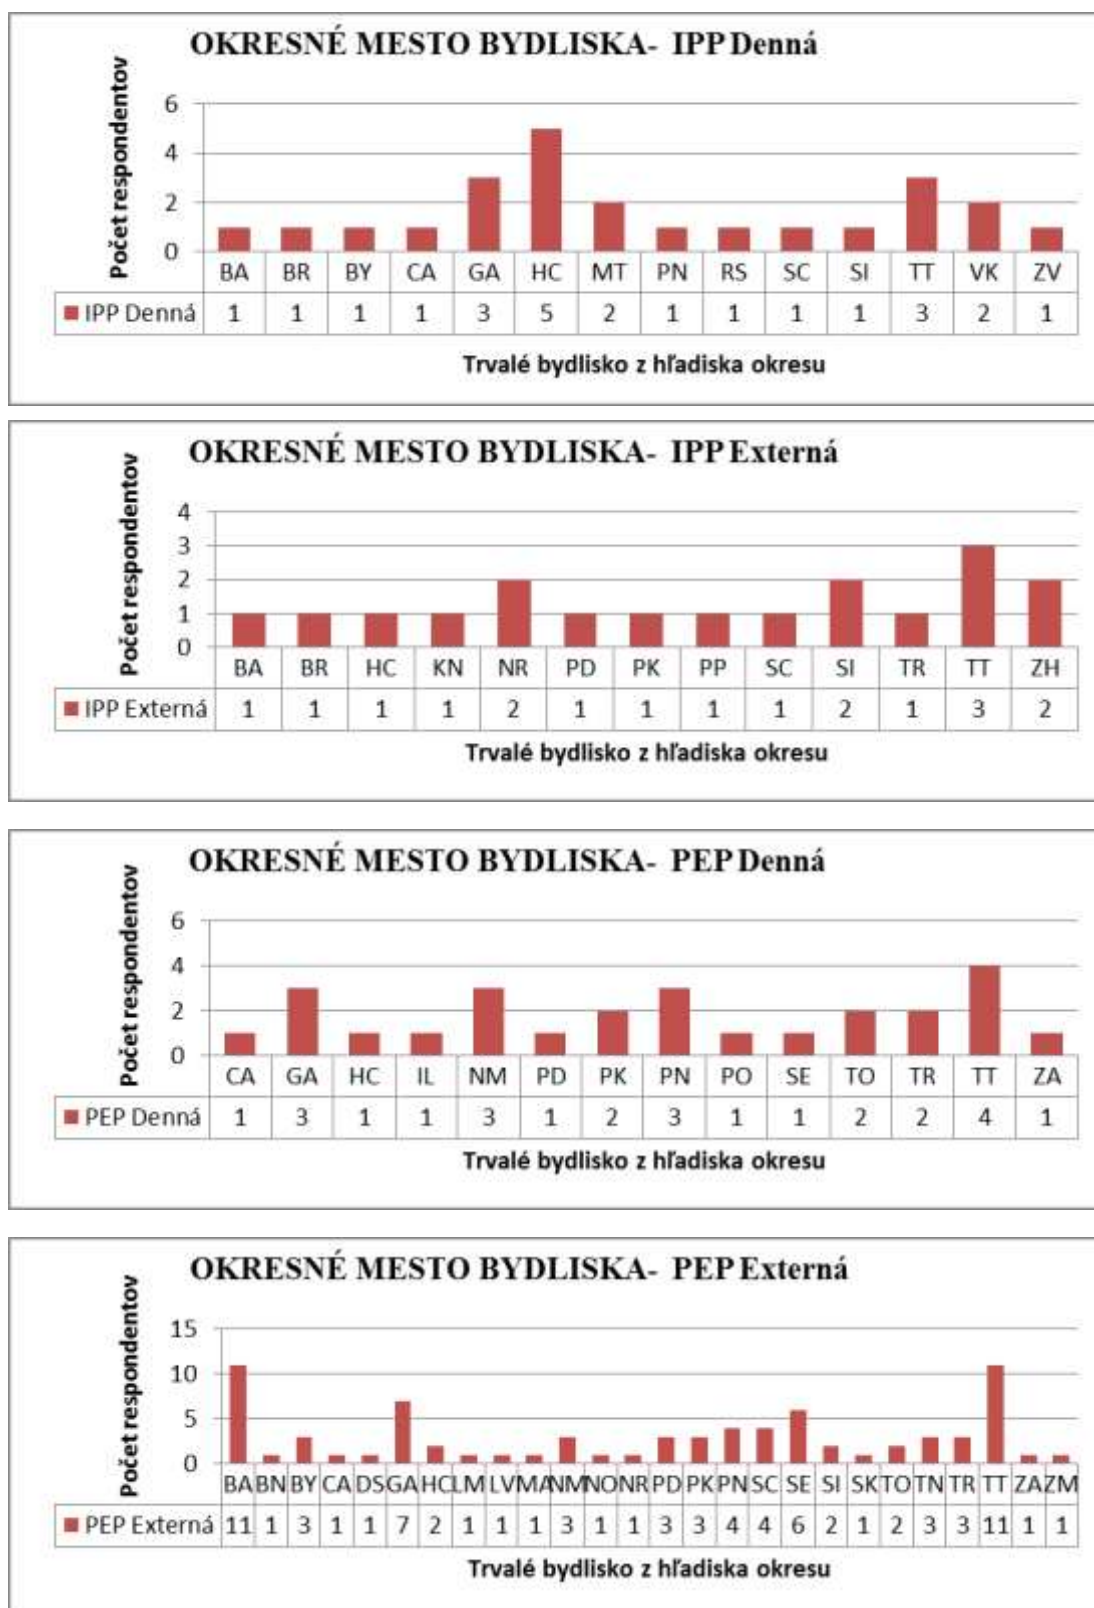 OKRESNÉ MESTO BYDLISKA- IPP Denná
Počet respondentov
6
4
2
0
BA BR BY CA GA HC MT PN RS SC SI TT VK ZV
IPP Denná 1 1 1 1 3 5 2 1 1 1 1 3 2 1
Trvalé bydlisko z hľadiska okresu
OKRESNÉ MESTO BYDLISKA- IPP Externá
Počet respondentov
4
3
2
1
0
BA BR HC KN NR PD PK PP SC SI TR TT ZH
IPP Externá 1 1 1 1 2 1 1 1 1 2 1 3 2
Trvalé bydlisko z hľadiska okresu
OKRESNÉ MESTO BYDLISKA- PEP Denná
Počet respondentov
6
4
2
0
CA GA HC IL NM PD PK PN PO SE TO TR TT ZA
PEP Denná 1 3 1 1 3 1 2 3 1 1 2 2 4 1
Trvalé bydlisko z hľadiska okresu
OKRESNÉ MESTO BYDLISKA- PEP Externá
Počet respondentov
15
10
5
0
BA BN BY CA DS GA HC LM LV MA NM NO NR PD PK PN SC SE SI SK TO TN TR TT ZA ZM
PEP Externá 11 1 3 1 1 7 2 1 1 1 3 1 1 3 3 4 4 6 2 1 2 3 3 11 1 1
Trvalé bydlisko z hľadiska okresu